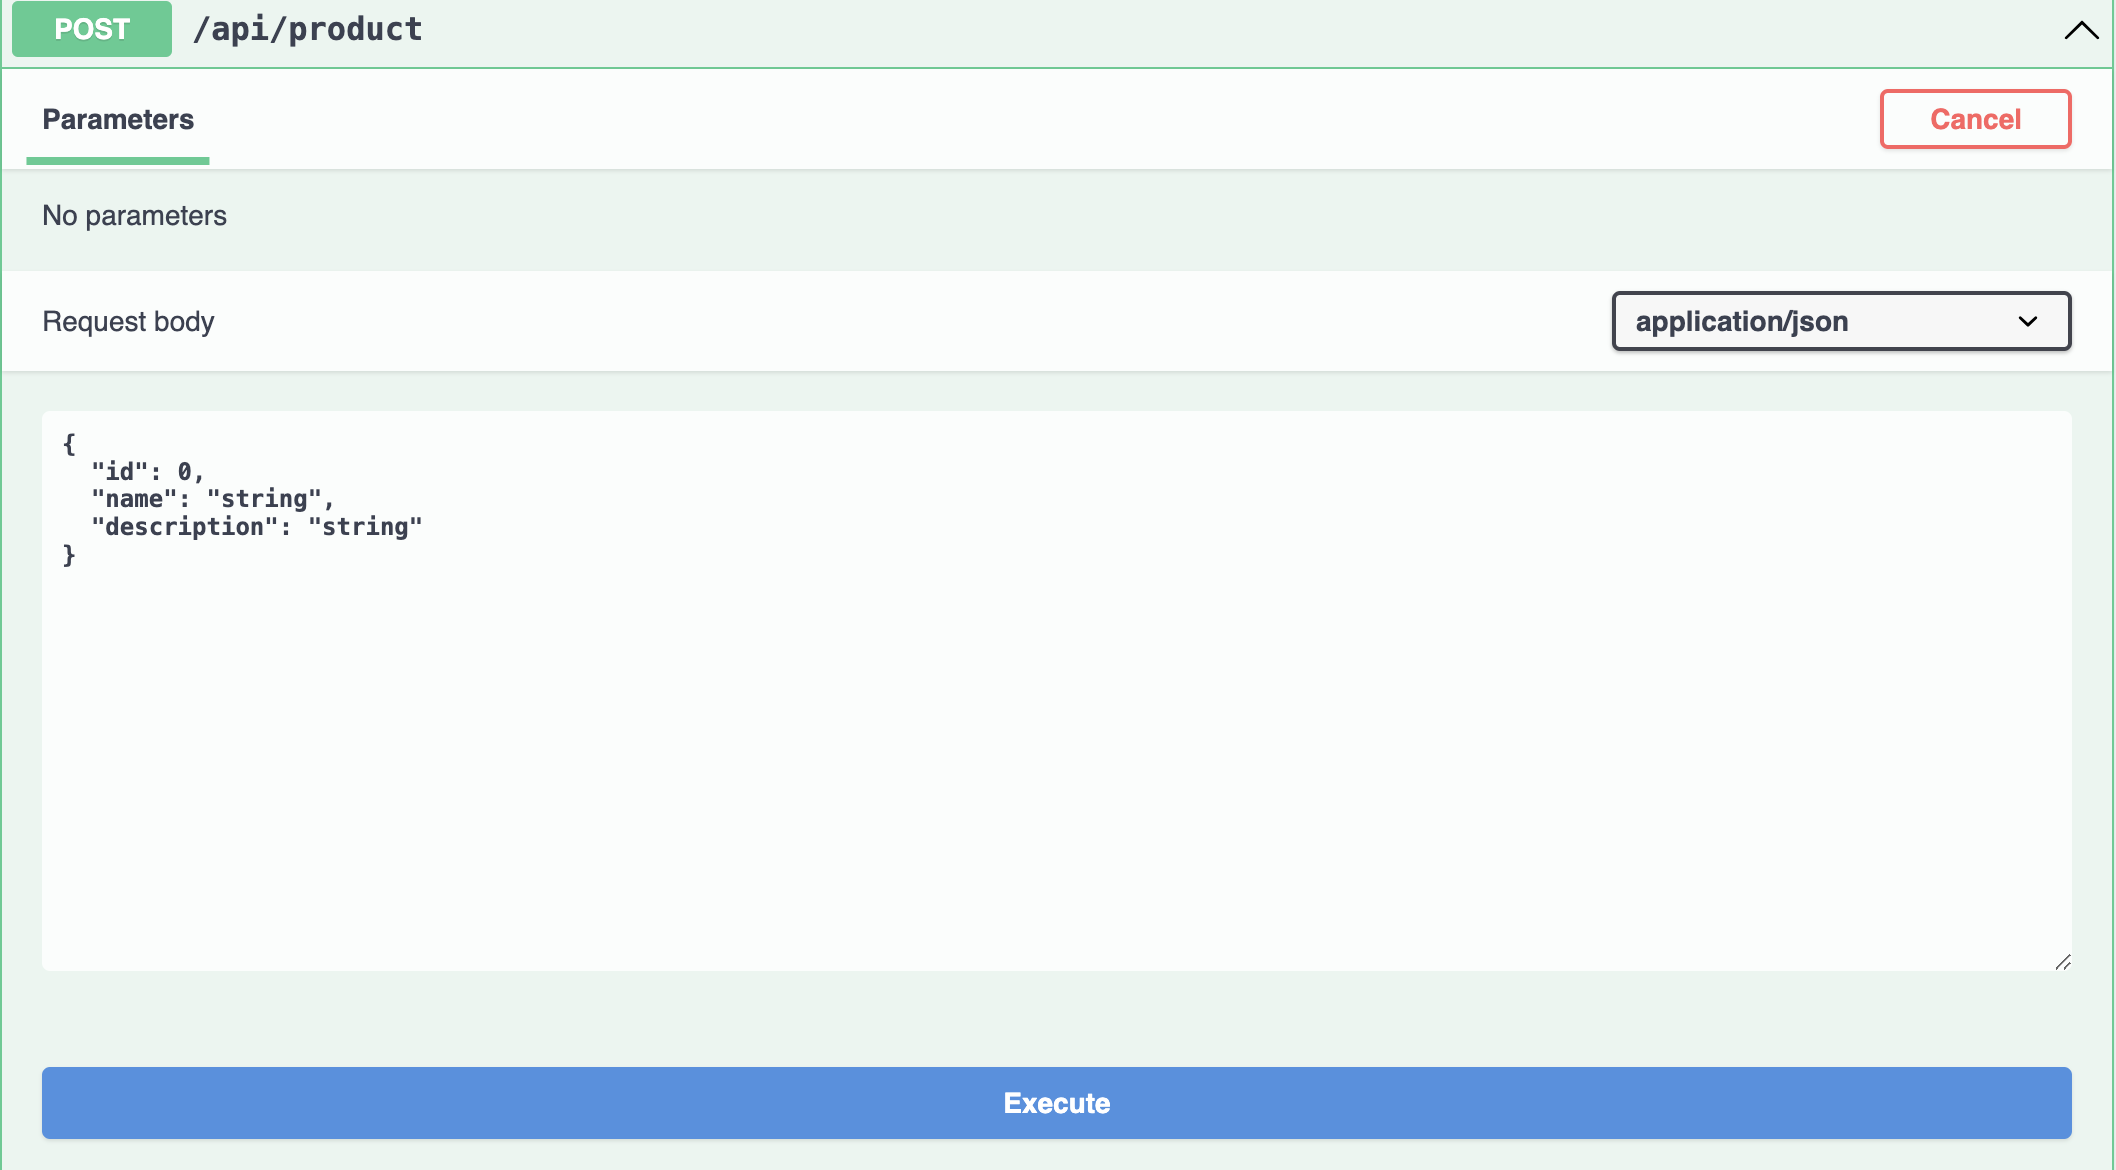 POST /api/product
Parameters Cancel
No parameters
Request body application/json
{
  "id": 0,
  "name": "string",
  "description": "string"
}
Execute